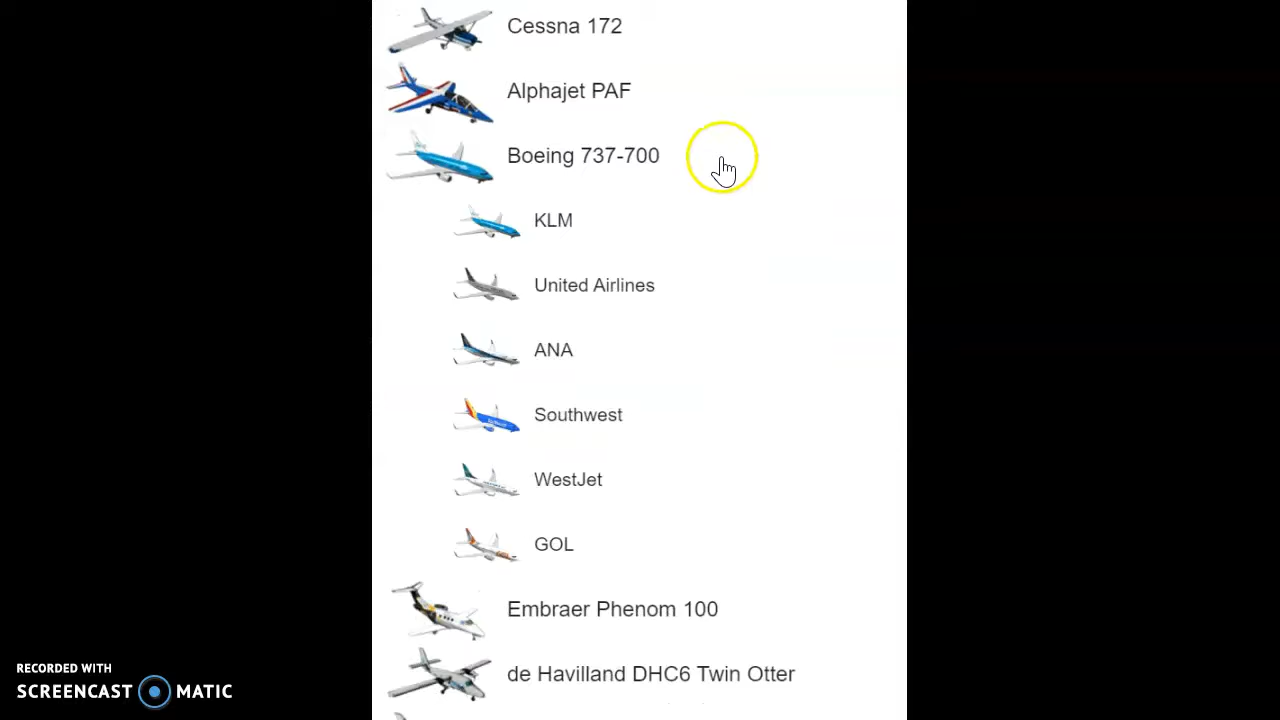 Cessna 172
Alphajet PAF
Boeing 737-700
KLM
United Airlines
ANA
Southwest
WestJet
GOL
Embraer Phenom 100
de Havilland DHC6 Twin Otter
RECORDED WITH
SCREENCAST MATIC